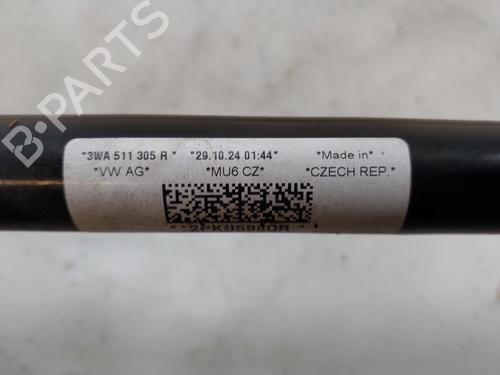 B-PARTS
*3WA 511 305 R * *29.10.24 01:44* *Made in*
*VW AG* *MU6 CZ* *CZECH REP.*